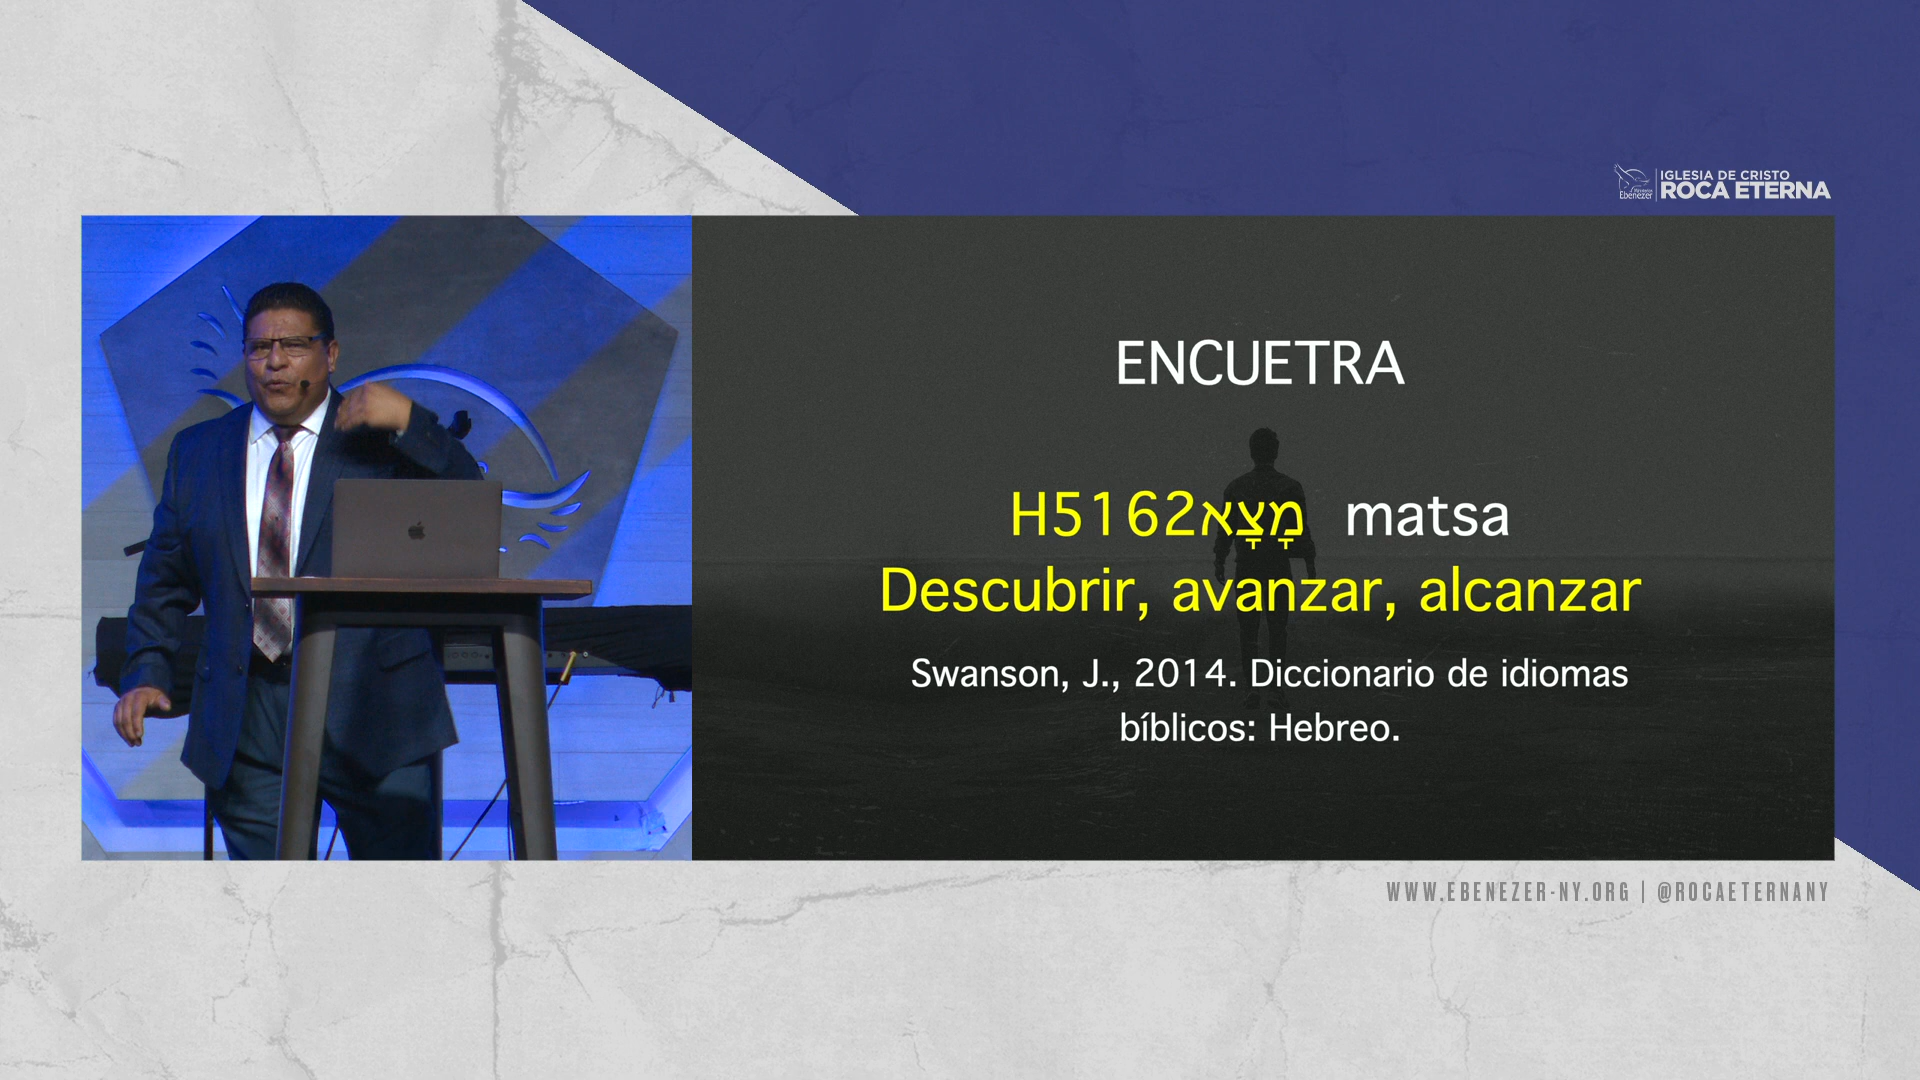 IGLESIA DE CRISTO
Ebenezer
ROCA ETERNA
ENCUETRA
H5162מָצָא matsa
Descubrir, avanzar, alcanzar
Swanson, J., 2014. Diccionario de idiomas
bíblicos: Hebreo.
WWW.EBENEZER-NY.ORG | @ROCAETERNANY